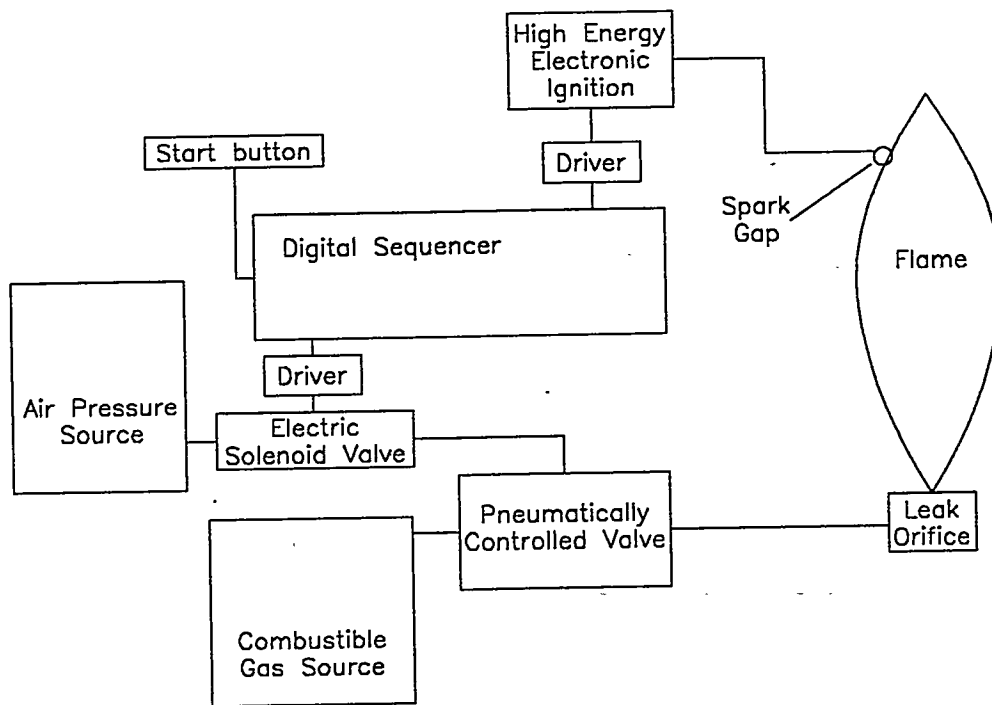 High Energy
Electronic
Ignition
Start button
Driver
Spark
Gap
Digital Sequencer
Flame
Driver
Air Pressure
Source
Electric
Solenoid Valve
Pneumatically
Controlled Valve
Leak
Orifice
Combustible
Gas Source